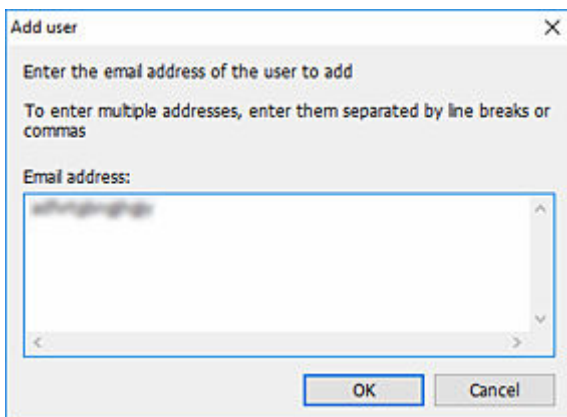 Add user
Enter the email address of the user to add
To enter multiple addresses, enter them separated by line breaks or
commas
Email address:
OK
Cancel